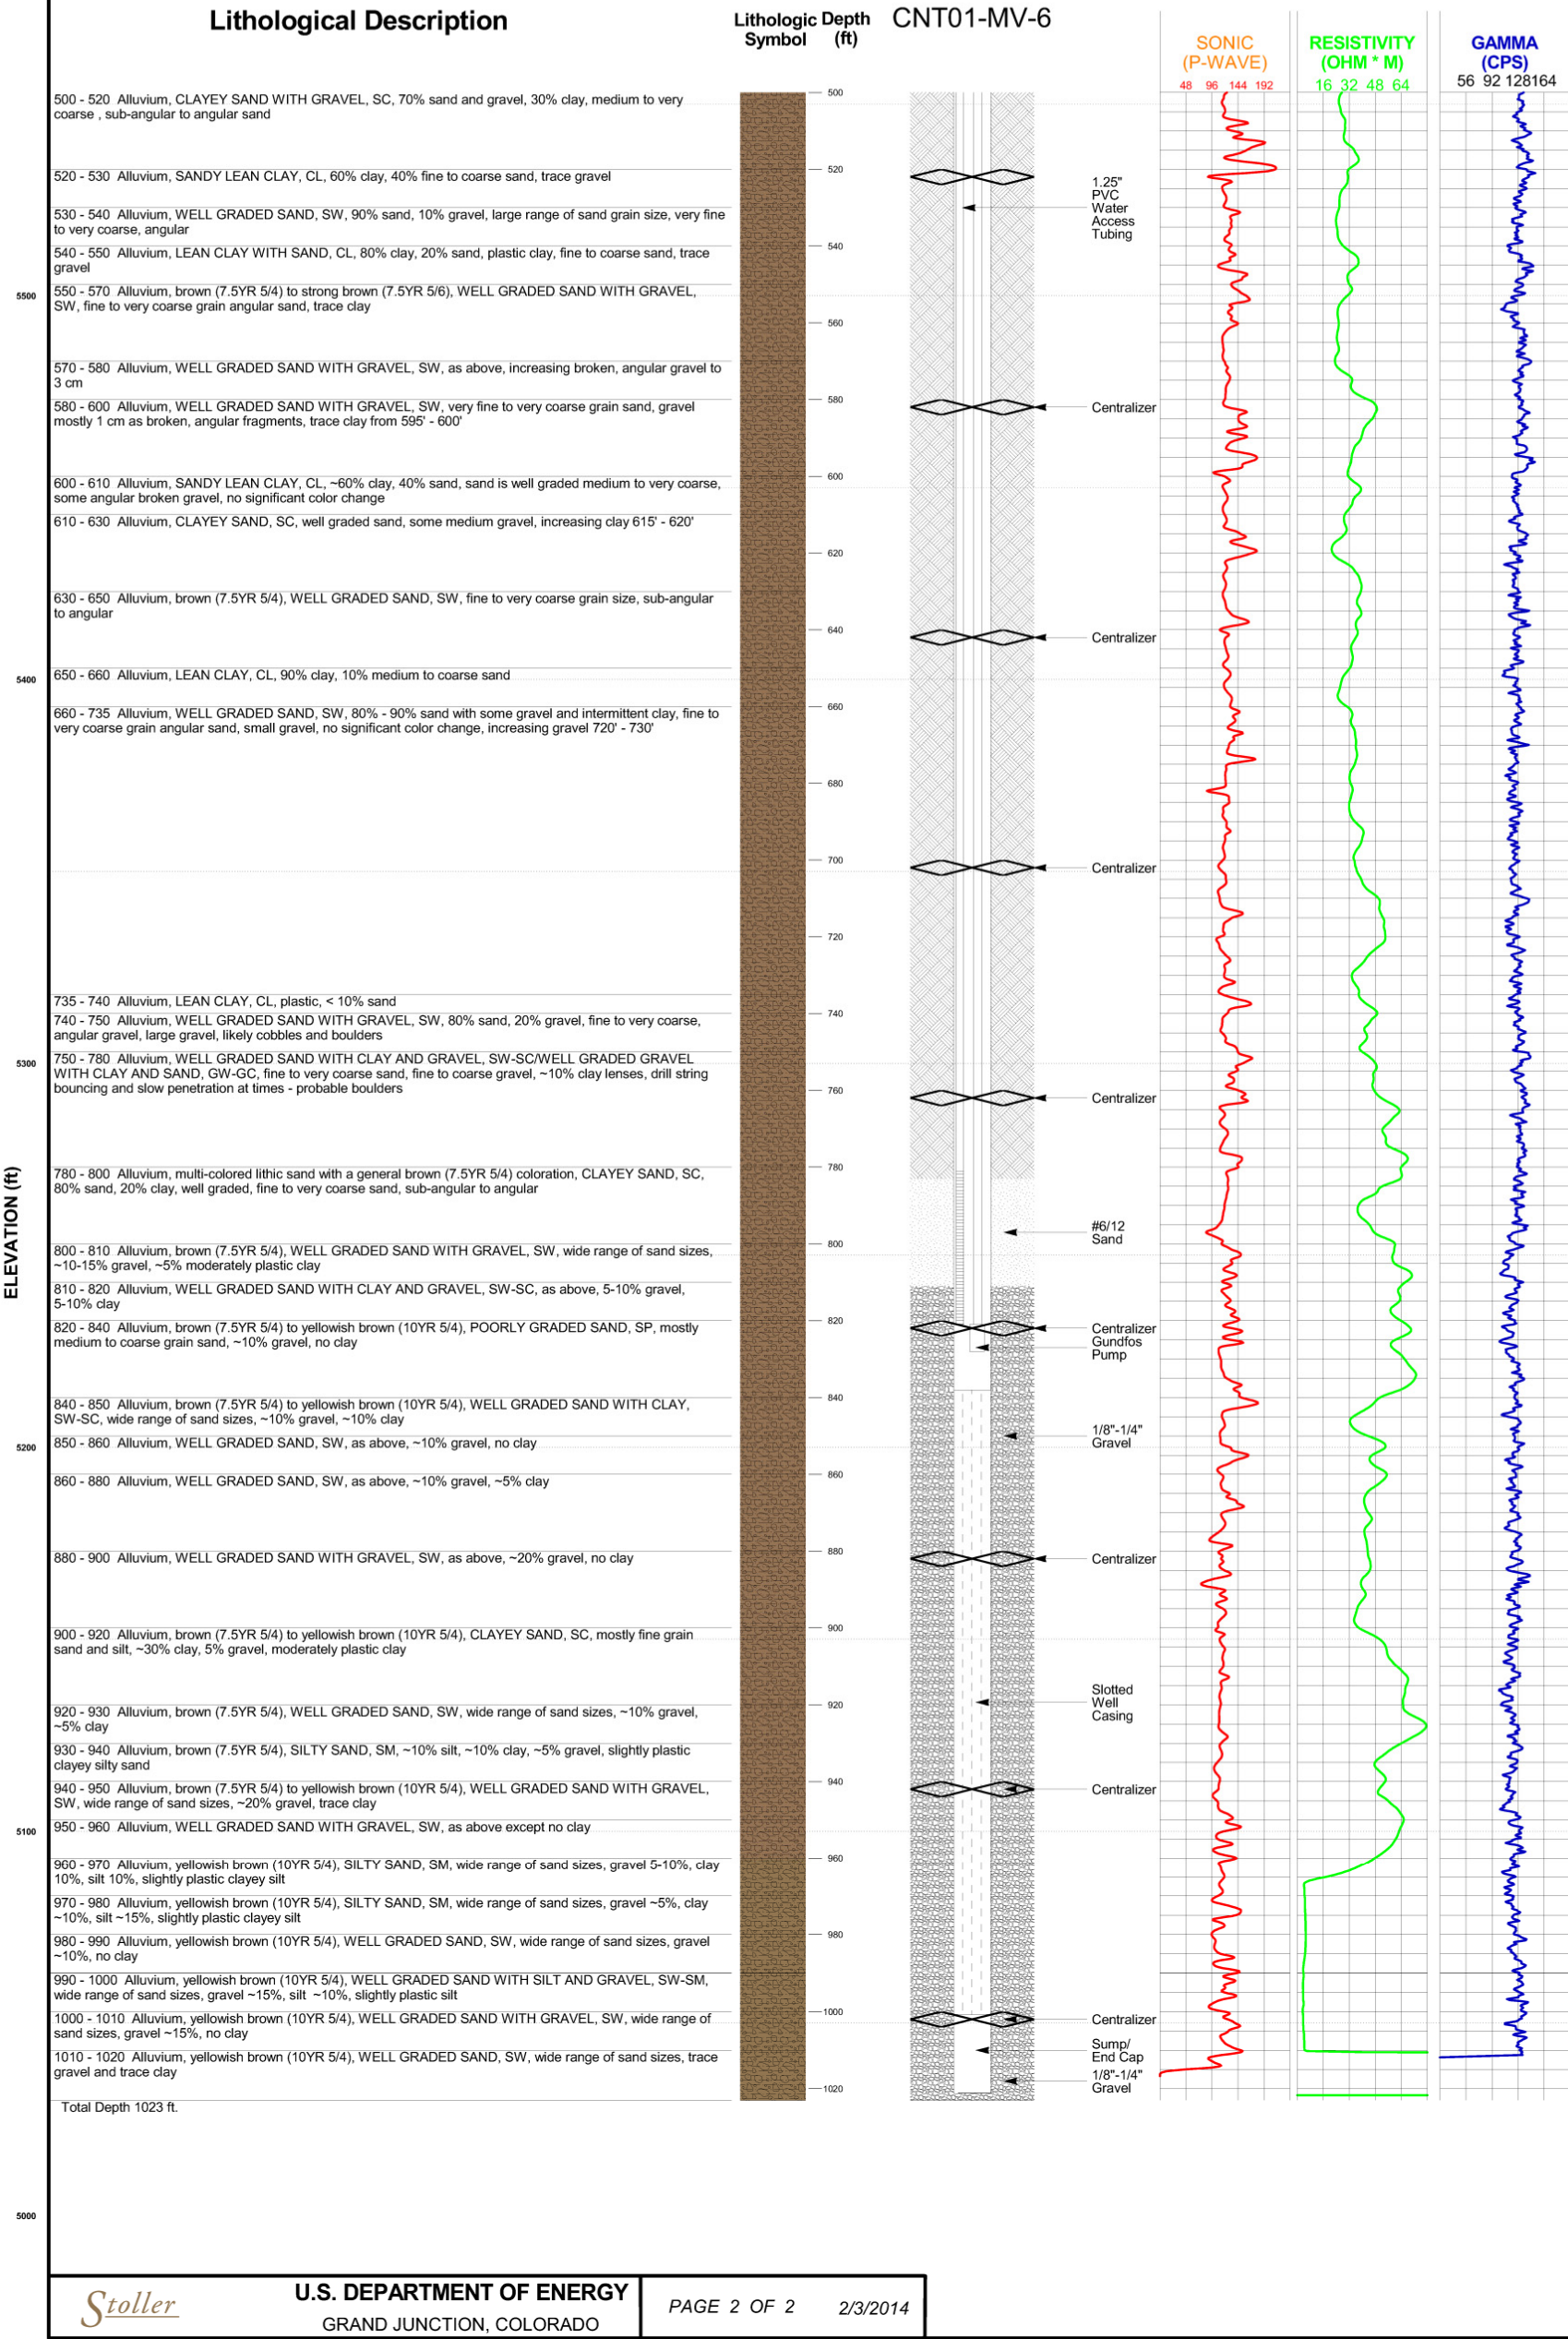 Lithological Description
Lithologic Symbol
Depth (ft)
CNT01-MV-6
SONIC
(P-WAVE)
48 96 144 192
RESISTIVITY
(OHM * M)
16 32 48 64
GAMMA
(CPS)
56 92 128164
500 - 520 Alluvium, CLAYEY SAND WITH GRAVEL, SC, 70% sand and gravel, 30% clay, medium to very
coarse , sub-angular to angular sand
520 - 530 Alluvium, SANDY LEAN CLAY, CL, 60% clay, 40% fine to coarse sand, trace gravel
530 - 540 Alluvium, WELL GRADED SAND, SW, 90% sand, 10% gravel, large range of sand grain size, very fine
to very coarse, angular
540 - 550 Alluvium, LEAN CLAY WITH SAND, CL, 80% clay, 20% sand, plastic clay, fine to coarse sand, trace
gravel
550 - 570 Alluvium, brown (7.5YR 5/4) to strong brown (7.5YR 5/6), WELL GRADED SAND WITH GRAVEL,
SW, fine to very coarse grain angular sand, trace clay
570 - 580 Alluvium, WELL GRADED SAND WITH GRAVEL, SW, as above, increasing broken, angular gravel to
3 cm
580 - 600 Alluvium, WELL GRADED SAND WITH GRAVEL, SW, very fine to very coarse grain sand, gravel
mostly 1 cm as broken, angular fragments, trace clay from 595' - 600'
600 - 610 Alluvium, SANDY LEAN CLAY, CL, ~60% clay, 40% sand, sand is well graded medium to very coarse,
some angular broken gravel, no significant color change
610 - 630 Alluvium, CLAYEY SAND, SC, well graded sand, some medium gravel, increasing clay 615' - 620'
630 - 650 Alluvium, brown (7.5YR 5/4), WELL GRADED SAND, SW, fine to very coarse grain size, sub-angular
to angular
650 - 660 Alluvium, LEAN CLAY, CL, 90% clay, 10% medium to coarse sand
660 - 735 Alluvium, WELL GRADED SAND, SW, 80% - 90% sand with some gravel and intermittent clay, fine to
very coarse grain angular sand, small gravel, no significant color change, increasing gravel 720' - 730'
735 - 740 Alluvium, LEAN CLAY, CL, plastic, < 10% sand
740 - 750 Alluvium, WELL GRADED SAND WITH GRAVEL, SW, 80% sand, 20% gravel, fine to very coarse,
angular gravel, large gravel, likely cobbles and boulders
750 - 780 Alluvium, WELL GRADED SAND WITH CLAY AND GRAVEL, SW-SC/WELL GRADED GRAVEL
WITH CLAY AND SAND, GW-GC, fine to very coarse sand, fine to coarse gravel, ~10% clay lenses, drill string
bouncing and slow penetration at times - probable boulders
780 - 800 Alluvium, multi-colored lithic sand with a general brown (7.5YR 5/4) coloration, CLAYEY SAND, SC,
80% sand, 20% clay, well graded, fine to very coarse sand, sub-angular to angular
800 - 810 Alluvium, brown (7.5YR 5/4), WELL GRADED SAND WITH GRAVEL, SW, wide range of sand sizes,
~10-15% gravel, ~5% moderately plastic clay
810 - 820 Alluvium, WELL GRADED SAND WITH CLAY AND GRAVEL, SW-SC, as above, 5-10% gravel,
5-10% clay
820 - 840 Alluvium, brown (7.5YR 5/4) to yellowish brown (10YR 5/4), POORLY GRADED SAND, SP, mostly
medium to coarse grain sand, ~10% gravel, no clay
840 - 850 Alluvium, brown (7.5YR 5/4) to yellowish brown (10YR 5/4), WELL GRADED SAND WITH CLAY,
SW-SC, wide range of sand sizes, ~10% gravel, ~10% clay
850 - 860 Alluvium, WELL GRADED SAND, SW, as above, ~10% gravel, no clay
860 - 880 Alluvium, WELL GRADED SAND, SW, as above, ~10% gravel, ~5% clay
880 - 900 Alluvium, WELL GRADED SAND WITH GRAVEL, SW, as above, ~20% gravel, no clay
900 - 920 Alluvium, brown (7.5YR 5/4) to yellowish brown (10YR 5/4), CLAYEY SAND, SC, mostly fine grain
sand and silt, ~30% clay, 5% gravel, moderately plastic clay
920 - 930 Alluvium, brown (7.5YR 5/4), WELL GRADED SAND, SW, wide range of sand sizes, ~10% gravel,
~5% clay
930 - 940 Alluvium, brown (7.5YR 5/4), SILTY SAND, SM, ~10% silt, ~10% clay, ~5% gravel, slightly plastic
clayey silty sand
940 - 950 Alluvium, brown (7.5YR 5/4) to yellowish brown (10YR 5/4), WELL GRADED SAND WITH GRAVEL,
SW, wide range of sand sizes, ~20% gravel, trace clay
950 - 960 Alluvium, WELL GRADED SAND WITH GRAVEL, SW, as above except no clay
960 - 970 Alluvium, yellowish brown (10YR 5/4), SILTY SAND, SM, wide range of sand sizes, gravel 5-10%, clay
10%, silt 10%, slightly plastic clayey silt
970 - 980 Alluvium, yellowish brown (10YR 5/4), SILTY SAND, SM, wide range of sand sizes, gravel ~5%, clay
~10%, silt ~15%, slightly plastic clayey silt
980 - 990 Alluvium, yellowish brown (10YR 5/4), WELL GRADED SAND, SW, wide range of sand sizes, gravel
~10%, no clay
990 - 1000 Alluvium, yellowish brown (10YR 5/4), WELL GRADED SAND WITH SILT AND GRAVEL, SW-SM,
wide range of sand sizes, gravel ~15%, silt ~10%, slightly plastic silt
1000 - 1010 Alluvium, yellowish brown (10YR 5/4), WELL GRADED SAND WITH GRAVEL, SW, wide range of
sand sizes, gravel ~15%, no clay
1010 - 1020 Alluvium, yellowish brown (10YR 5/4), WELL GRADED SAND, SW, wide range of sand sizes, trace
gravel and trace clay
Total Depth 1023 ft.
ELEVATION (ft)
5500
5400
5300
5200
5100
5000
500
520
540
560
580
600
620
640
660
680
700
720
740
760
780
800
820
840
860
880
900
920
940
960
980
1000
1020
1.25"
PVC
Water
Access
Tubing
Centralizer
Centralizer
Centralizer
Centralizer
#6/12
Sand
Centralizer
Gundfos
Pump
1/8"-1/4"
Gravel
Centralizer
Slotted
Well
Casing
Centralizer
Centralizer
Sump/
End Cap
1/8"-1/4"
Gravel
Stoller
U.S. DEPARTMENT OF ENERGY
GRAND JUNCTION, COLORADO
PAGE 2 OF 2
2/3/2014